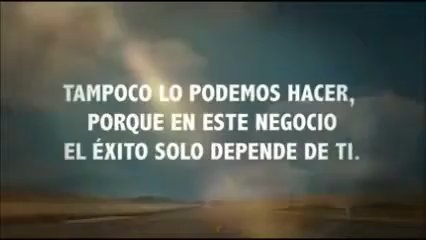 TAMPOCO LO PODEMOS HACER,
PORQUE EN ESTE NEGOCIO
EL ÉXITO SOLO DEPENDE DE TI.